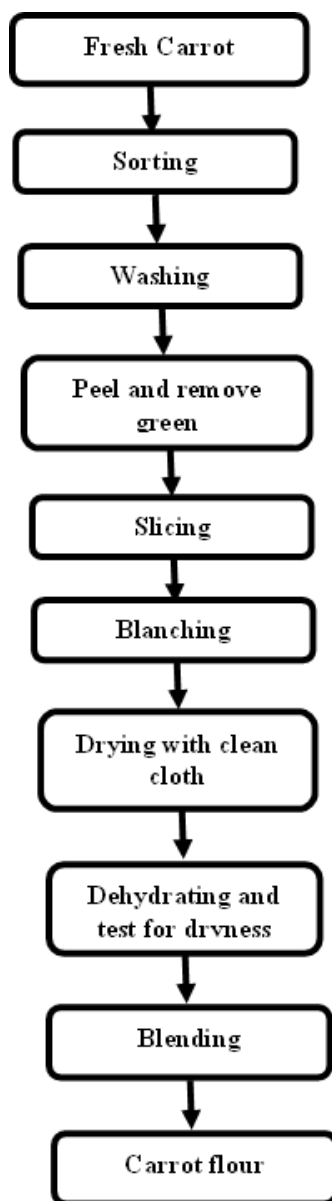 Fresh Carrot
Sorting
Washing
Peel and remove
green
Slicing
Blanching
Drying with clean
cloth
Dehydrating and
test for dryness
Blending
Carrot flour